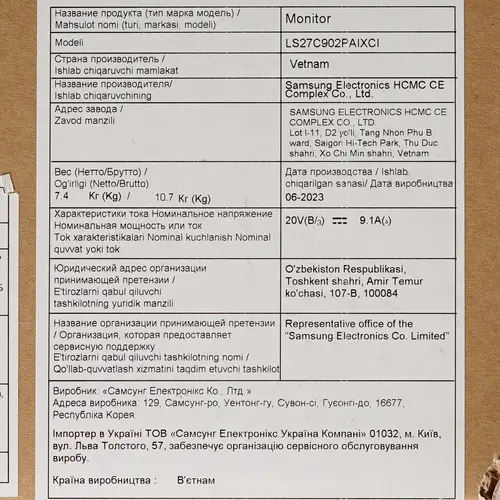 Название продукта (тип марка модель) /
Mahsulot nomi (turi, markasi, modeli)
Monitor
Modeli
LS27C902PAIXCI
Страна производитель /
Ishlab chiqaruvchi mamlakat
Vietnam
Название производителя/
Ishlab chiqaruvchining
Samsung Electronics HCMC CE
Complex Co., Ltd.
Адрес завода /
Zavod manzili
SAMSUNG ELECTRONICS HCMC CE
COMPLEX CO., LTD.
Lot I-11, D2 yo'li, Tang Nhon Phu B
ward, Saigon Hi-Tech Park, Thu Duc
shahri, Xo Chi Min shahri, Vetnam
Вес (Нетто/Брутто) /
Og'irligi (Netto/Brutto)
7.4 Кг (Kg) / 10.7 Кг (Kg)
Дата производства / Ishlab.
chiqarilgan sanasi/ Дата виробництва
06-2023
Характеристики тока Номинальное напряжение
Номинальная мощность или ток
Tok xarakteristikalari Nominal kuchlanish Nominal
quvvat yoki tok
20V(В/з) ⎓ 9.1A(а)
Юридический адрес организации
принимающей претензии /
E'tirozlarni qabul qiluvchi
tashkilotning yuridik manzili
O'zbekiston Respublikasi,
Toshkent shahri, Amir Temur
ko'chasi, 107-B, 100084
Название организации принимающей претензии
/ Организация, которая предоставляет
сервисную поддержку
E'tirozlarni qabul qiluvchi tashkilotning nomi /
Qo'llab-quvvatlash xizmatini taqdim etuvchi tashkilot
Representative office of the
"Samsung Electronics Co. Limited"
Виробник: «Самсунг Електронікс Ко., Лтд.»
Адреса виробника: 129, Самсунг-ро, Уентонг-гу, Сувон-сі, Гуєонгі-до, 16677,
Республіка Корея.
Імпортер в Україні ТОВ «Самсунг Електронікс Україна Компані» 01032, м. Київ,
вул. Льва Толстого, 57, забезпечує організацію сервісного обслуговування
виробу.
Країна виробництва : В'єтнам